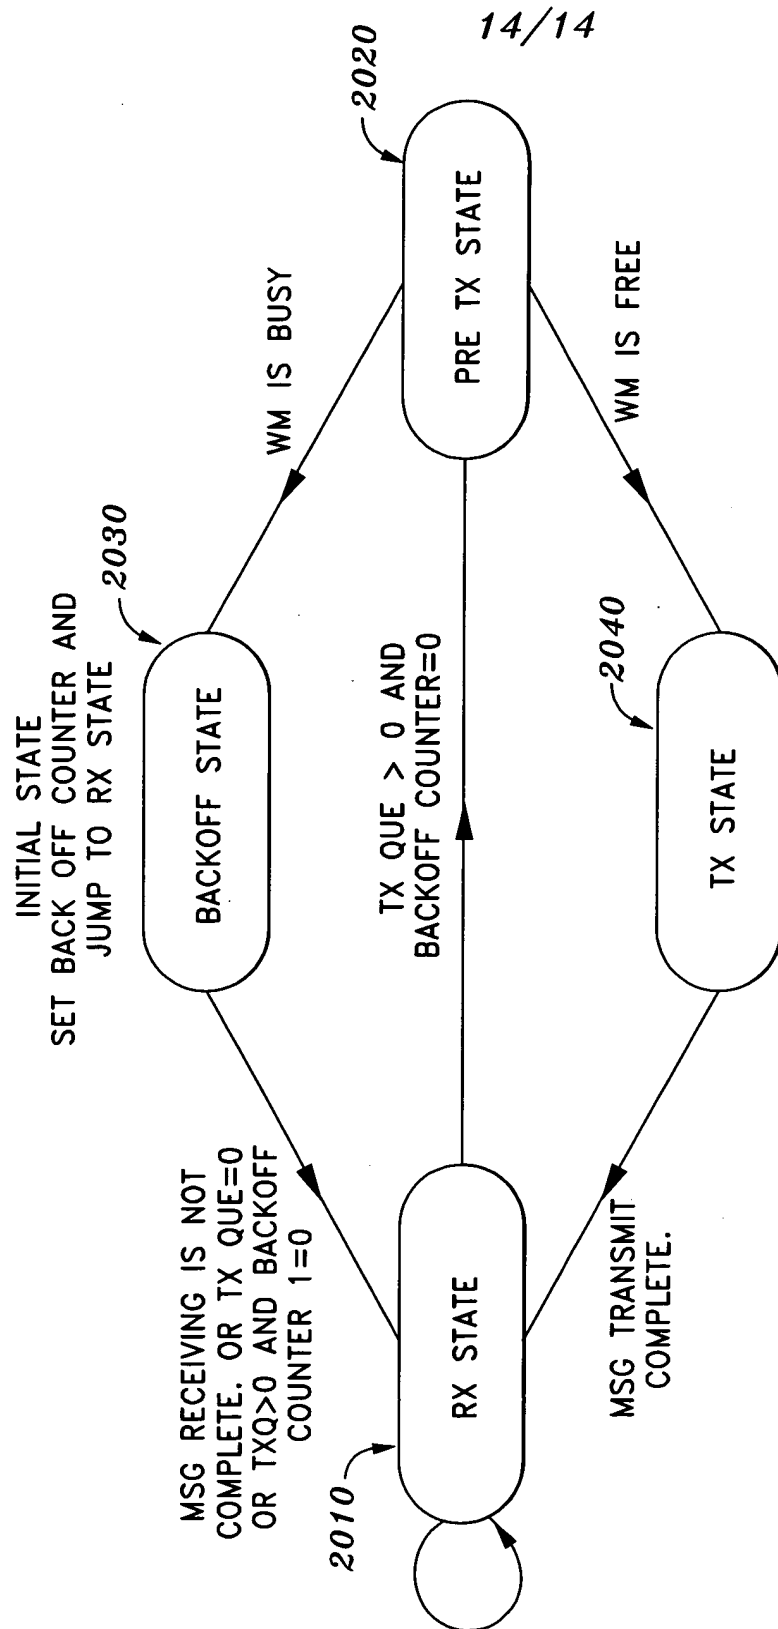 14/14
INITIAL STATE
SET BACK OFF COUNTER AND
JUMP TO RX STATE
2030
BACKOFF STATE
MSG RECEIVING IS NOT
COMPLETE. OR TX QUE=0
OR TXQ>0 AND BACKOFF
COUNTER 1=0
WM IS BUSY
2020
2010
RX STATE
TX QUE > 0 AND
BACKOFF COUNTER=0
PRE TX STATE
MSG TRANSMIT
COMPLETE.
2040
TX STATE
WM IS FREE